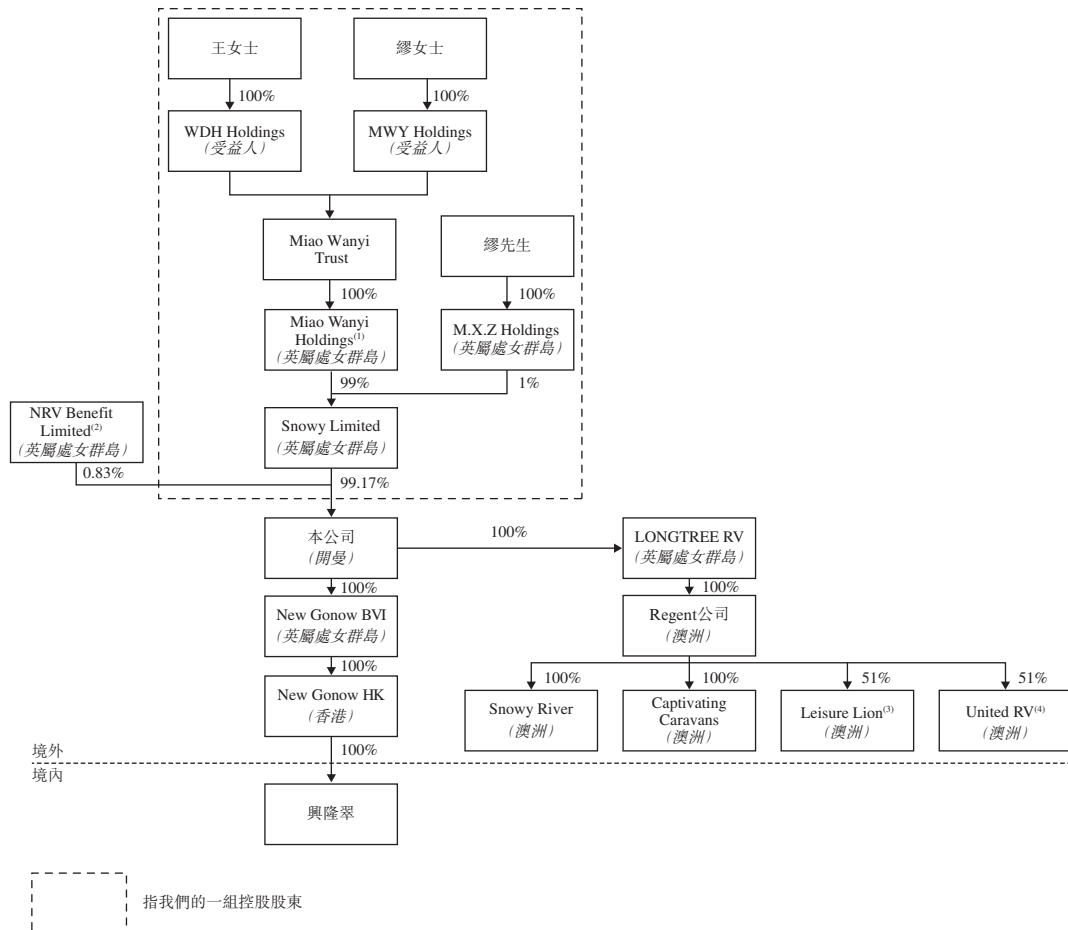 王女士
繆女士
100%
100%
WDH Holdings
（受益人）
MWY Holdings
（受益人）
Miao Wanyi
Trust
繆先生
100%
100%
Miao Wanyi
Holdings(1)
（英屬處女群島）
M.X.Z Holdings
（英屬處女群島）
99%
1%
NRV Benefit
Limited(2)
（英屬處女群島）
Snowy Limited
（英屬處女群島）
0.83%
99.17%
本公司
（開曼）
100%
LONGTREE RV
（英屬處女群島）
100%
100%
New Gonow BVI
（英屬處女群島）
Regent公司
（澳洲）
100%
100%
100%
51%
51%
New Gonow HK
（香港）
Snowy River
（澳洲）
Captivating
Caravans
（澳洲）
Leisure Lion(3)
（澳洲）
United RV(4)
（澳洲）
境外
100%
境內
興隆翠
指我們的一組控股股東